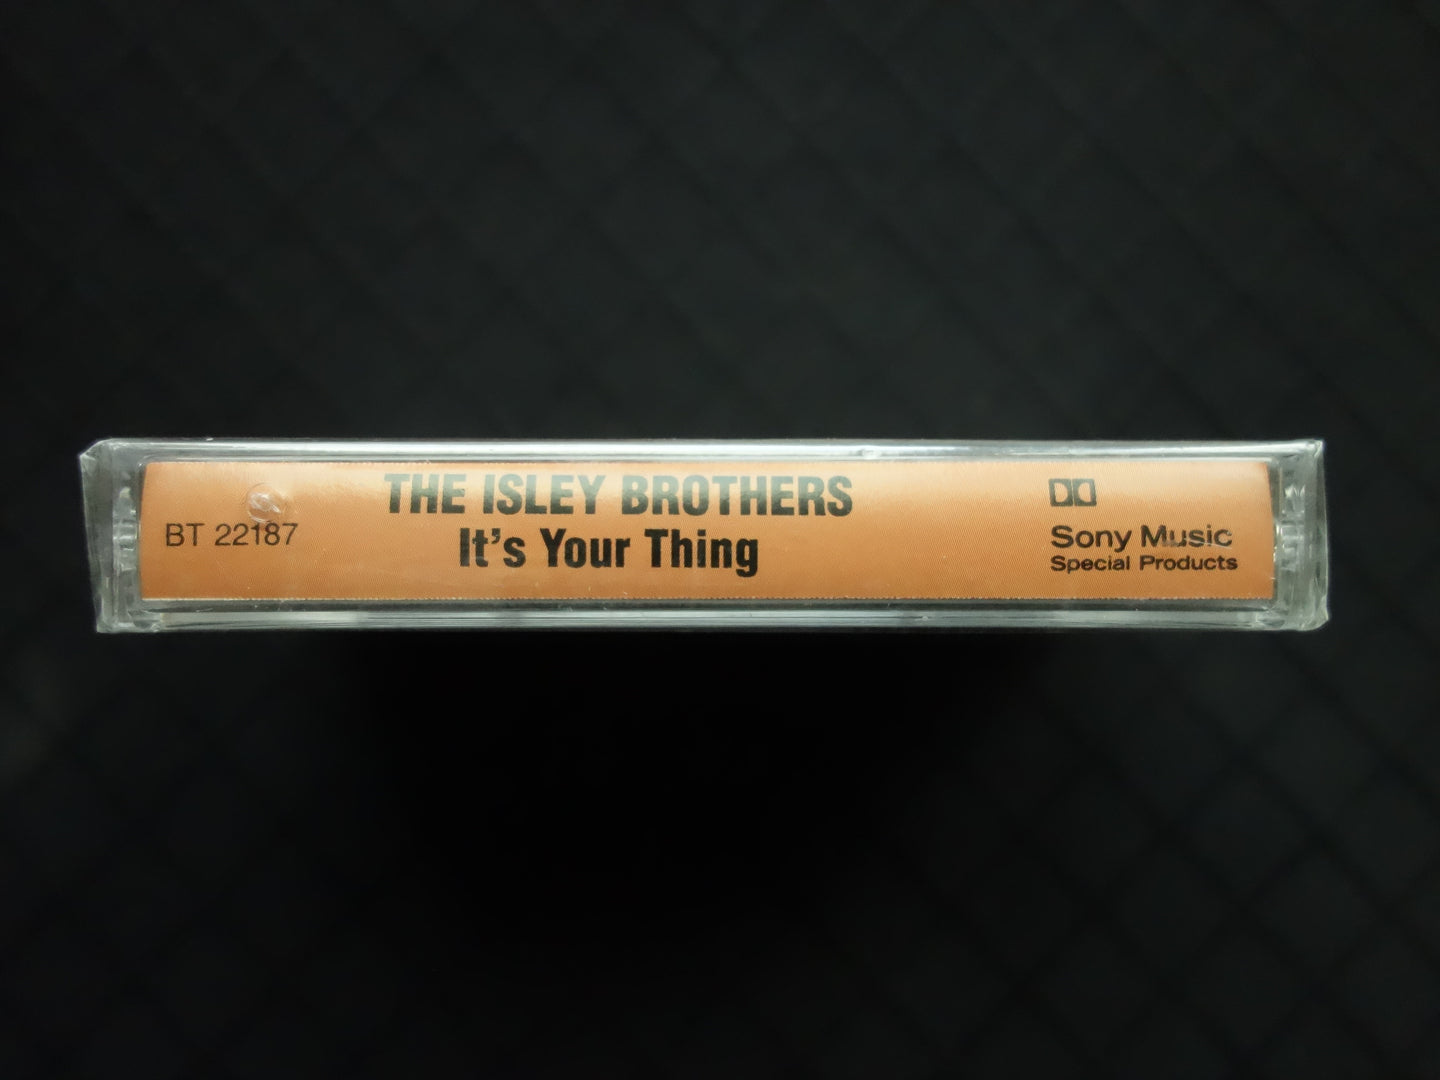 BT 22187
THE ISLEY BROTHERS
It's Your Thing
Sony Music
Special Products